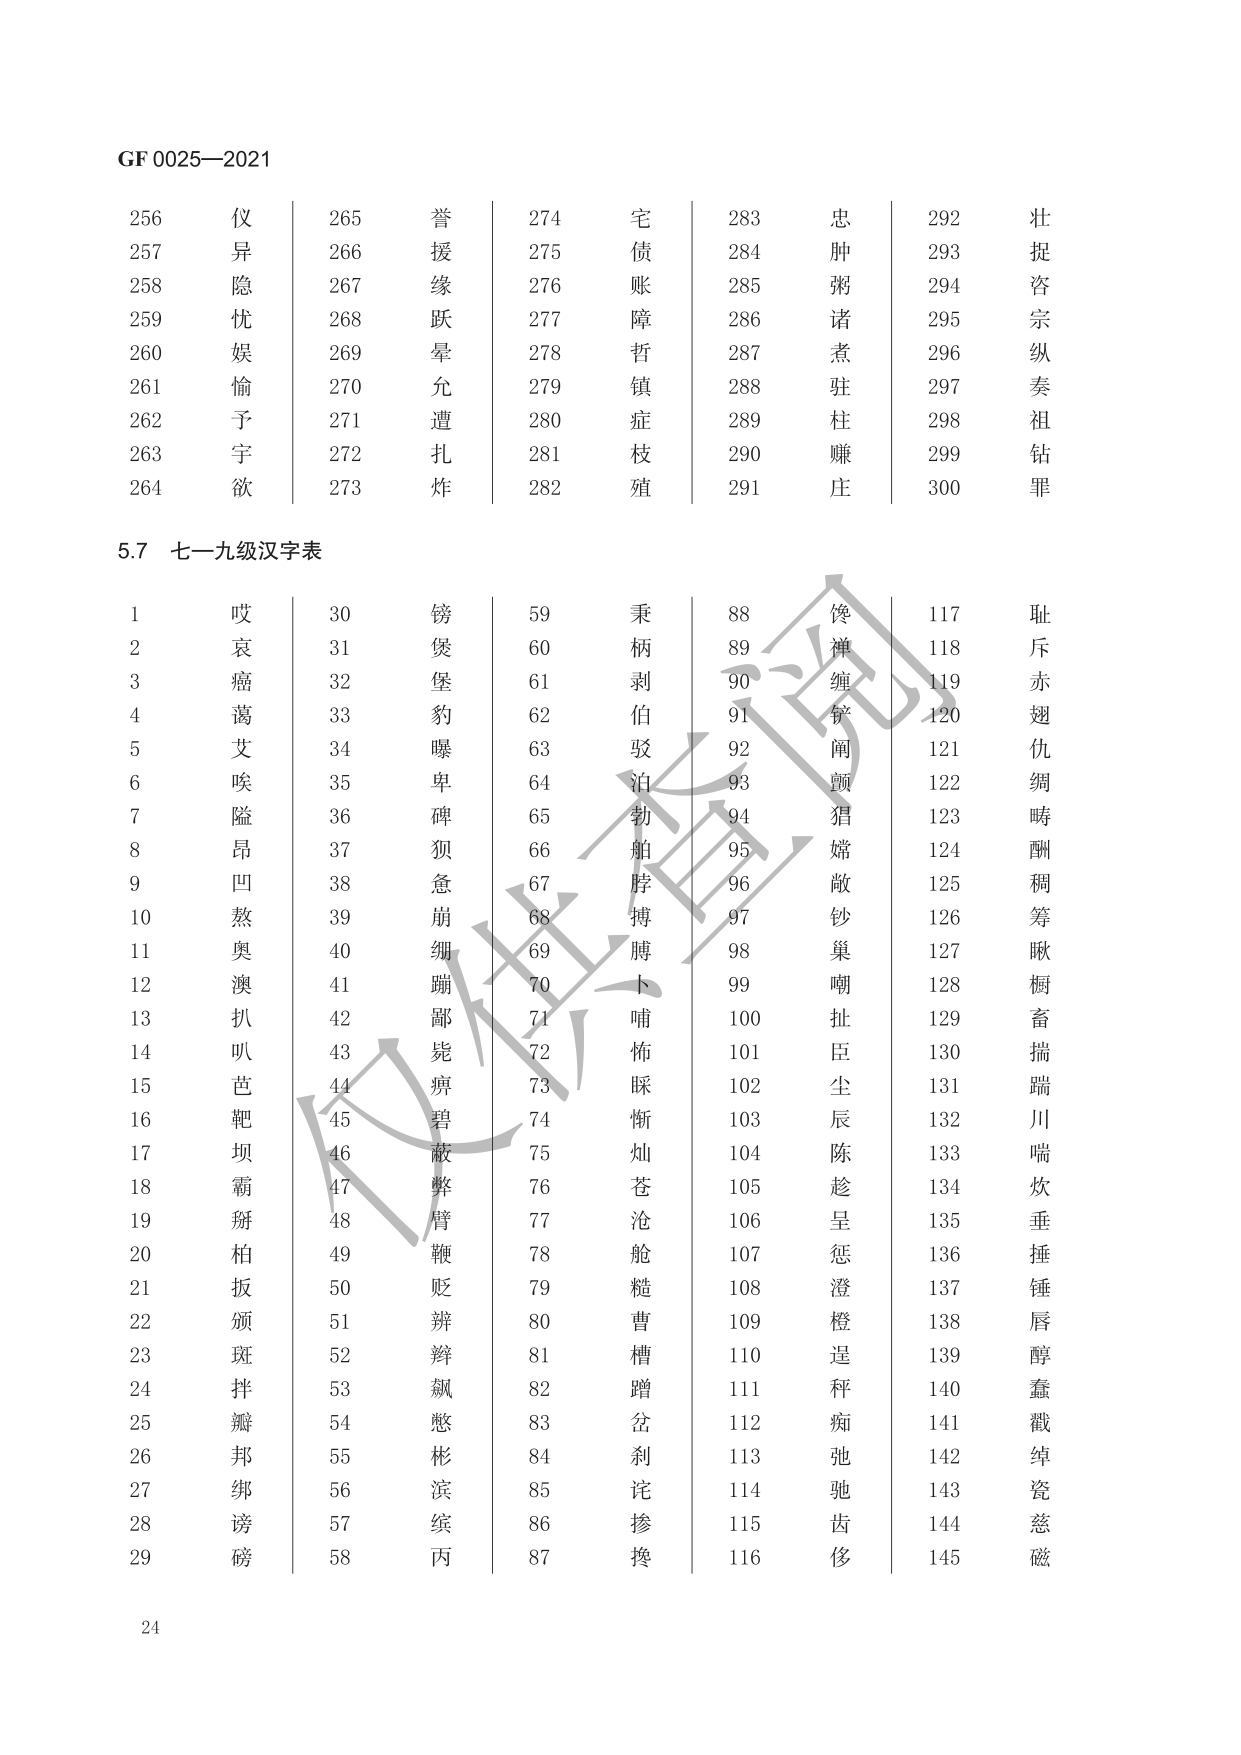 GF 0025—2021
256 仪 265 誉 274 宅 283 忠 292 壮
257 异 266 援 275 债 284 肿 293 捉
258 隐 267 缘 276 账 285 粥 294 咨
259 忧 268 跃 277 障 286 诸 295 宗
260 娱 269 晕 278 哲 287 煮 296 纵
261 愉 270 允 279 镇 288 驻 297 奏
262 予 271 遭 280 症 289 柱 298 祖
263 宇 272 扎 281 枝 290 赚 299 钻
264 欲 273 炸 282 殖 291 庄 300 罪
5.7 七—九级汉字表
1 哎 30 镑 59 秉 88 馋 117 耻
2 哀 31 煲 60 柄 89 禅 118 斥
3 癌 32 堡 61 剥 90 缠 119 赤
4 蔼 33 豹 62 伯 91 铲 120 翅
5 艾 34 曝 63 驳 92 阐 121 仇
6 唉 35 卑 64 泊 93 颤 122 绸
7 隘 36 碑 65 勃 94 猖 123 畴
8 昂 37 狈 66 舶 95 嫦 124 酬
9 凹 38 惫 67 脖 96 敞 125 稠
10 熬 39 崩 68 搏 97 钞 126 筹
11 奥 40 绷 69 膊 98 巢 127 瞅
12 澳 41 蹦 70 卜 99 嘲 128 橱
13 扒 42 鄙 71 哺 100 扯 129 畜
14 叭 43 毙 72 怖 101 臣 130 揣
15 芭 44 痹 73 睬 102 尘 131 踹
16 靶 45 碧 74 惭 103 辰 132 川
17 坝 46 蔽 75 灿 104 陈 133 喘
18 霸 47 弊 76 苍 105 趁 134 炊
19 掰 48 臂 77 沧 106 呈 135 垂
20 柏 49 鞭 78 舱 107 惩 136 捶
21 扳 50 贬 79 糙 108 澄 137 锤
22 颁 51 辨 80 曹 109 橙 138 唇
23 斑 52 辫 81 槽 110 逞 139 醇
24 拌 53 飙 82 蹭 111 秤 140 蠢
25 瓣 54 憋 83 岔 112 痴 141 戳
26 邦 55 彬 84 刹 113 弛 142 绰
27 绑 56 滨 85 诧 114 驰 143 瓷
28 谤 57 缤 86 掺 115 齿 144 慈
29 磅 58 丙 87 搀 116 侈 145 磁
24
仅供查阅